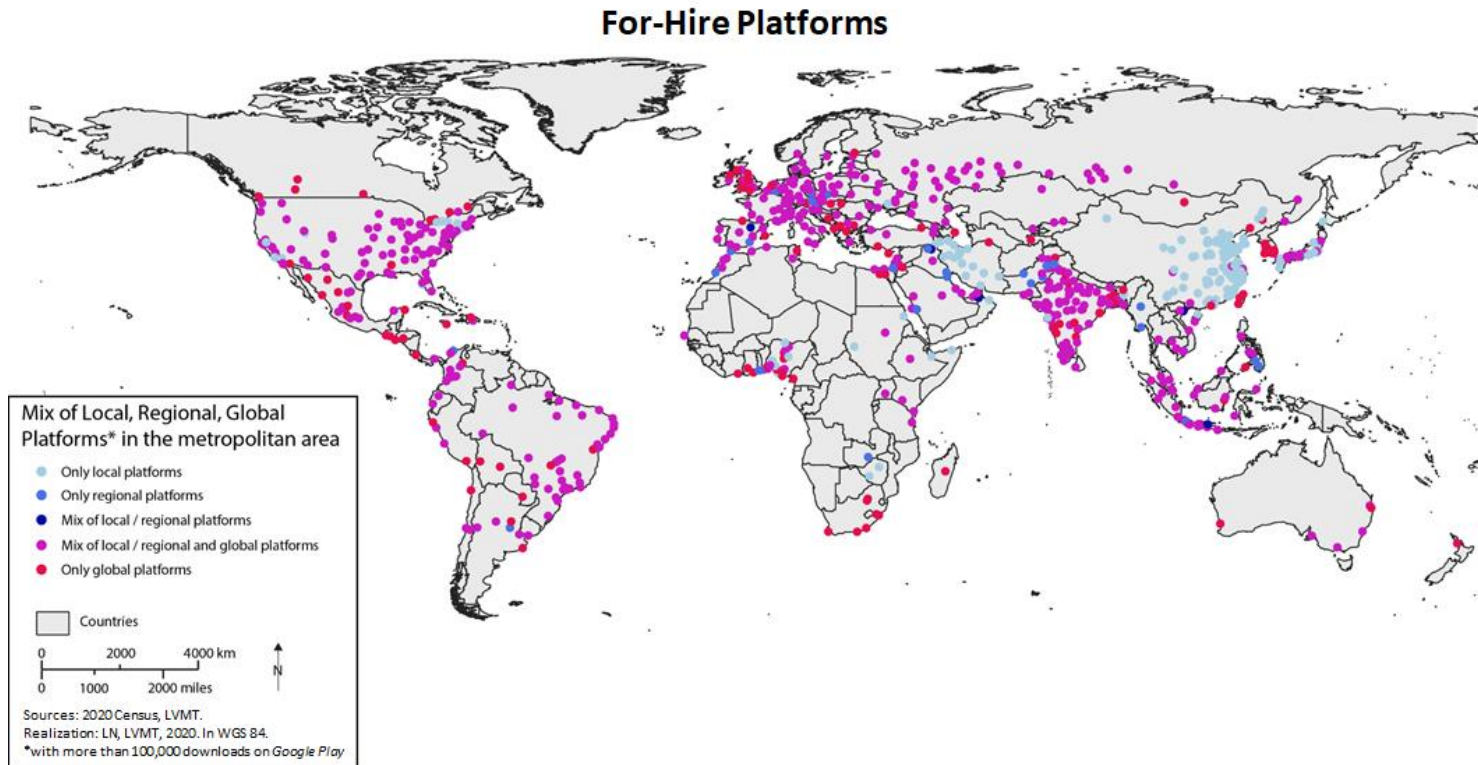 For-Hire Platforms
Mix of Local, Regional, Global
Platforms* in the metropolitan area
Only local platforms
Only regional platforms
Mix of local / regional platforms
Mix of local / regional and global platforms
Only global platforms
Countries
0 2000 4000 km
N
0 1000 2000 miles
Sources: 2020 Census, LVMT.
Realization: LN, LVMT, 2020. In WGS 84.
*with more than 100,000 downloads on Google Play